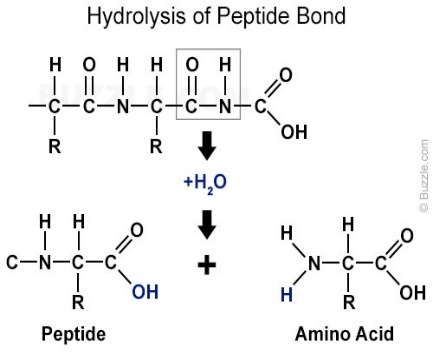 Hydrolysis of Peptide Bond
H O H H O H O
C C N C C N C
R R OH
+H₂O
H H O
C N C C
R OH
+
H H O
N C C
H R OH
Peptide Amino Acid
© Buzzle.com